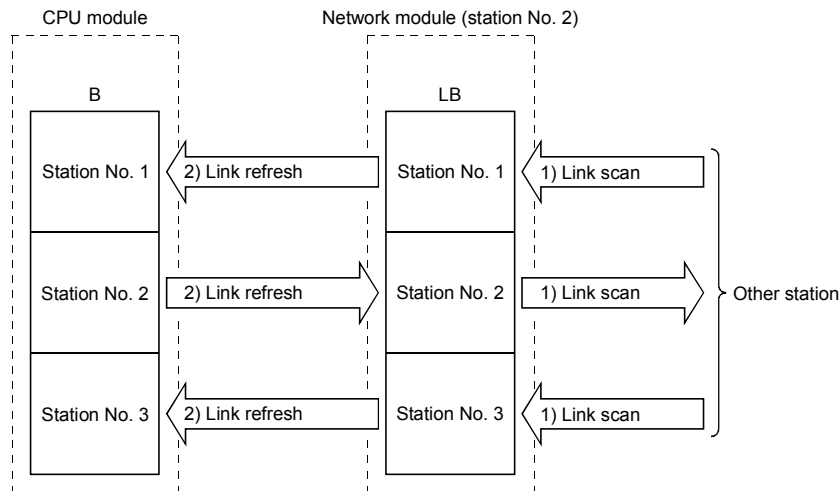 CPU module
Network module (station No. 2)
B
LB
Station No. 1
2) Link refresh
Station No. 1
1) Link scan
Station No. 2
2) Link refresh
Station No. 2
1) Link scan
Other station
Station No. 3
2) Link refresh
Station No. 3
1) Link scan